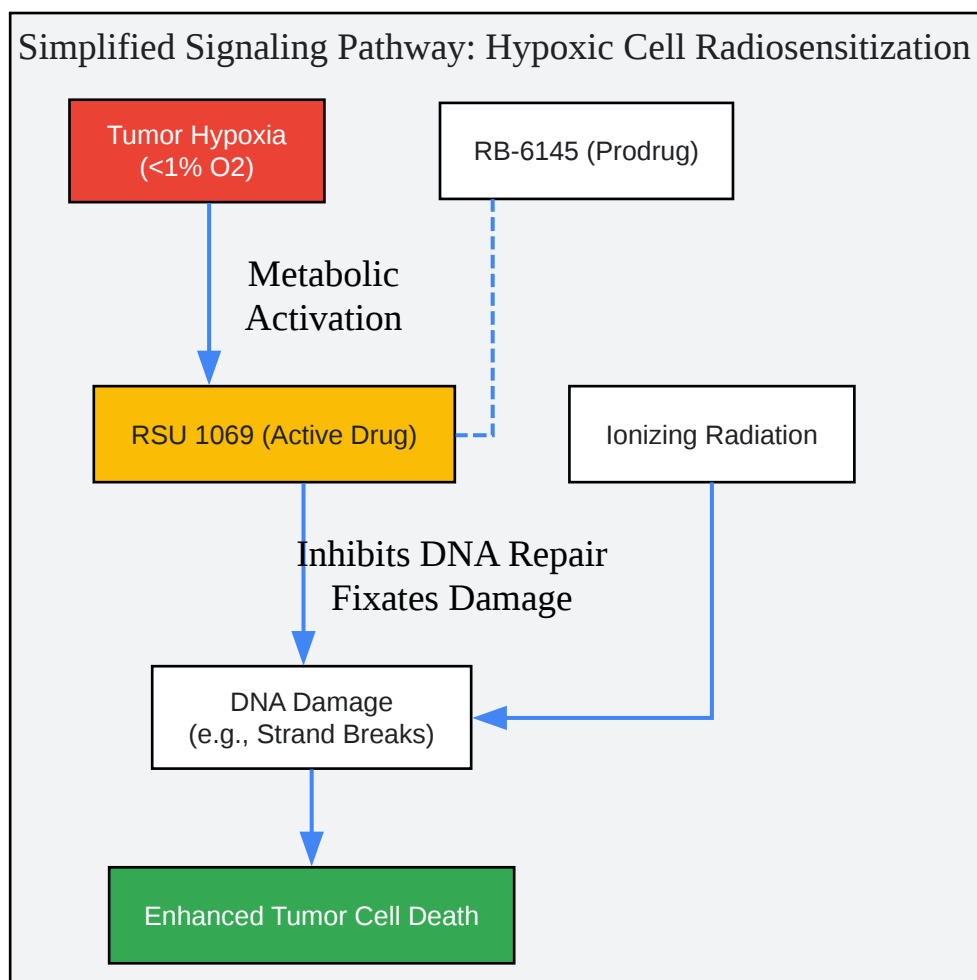 Simplified Signaling Pathway: Hypoxic Cell Radiosensitization
Tumor Hypoxia
(<1% O2)
RB-6145 (Prodrug)
Metabolic
Activation
RSU 1069 (Active Drug)
Ionizing Radiation
Inhibits DNA Repair
Fixates Damage
DNA Damage
(e.g., Strand Breaks)
Enhanced Tumor Cell Death